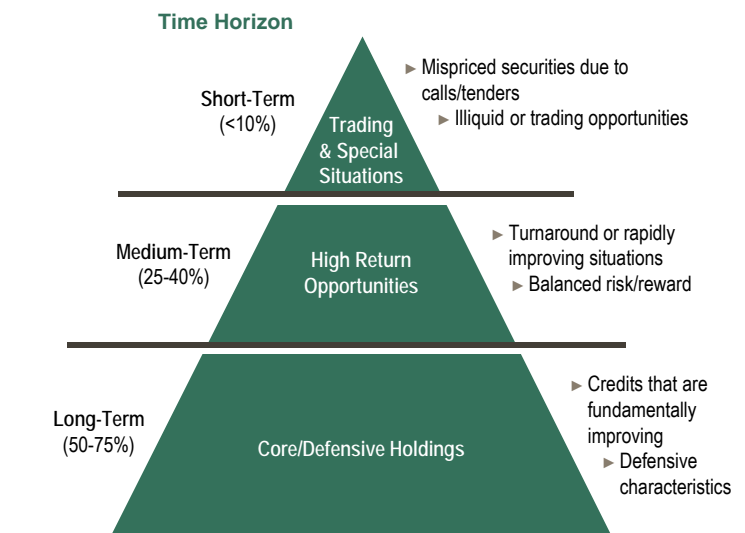 Time Horizon
Short-Term
(<10%)
Trading
& Special
Situations
► Mispriced securities due to
calls/tenders
► Illiquid or trading opportunities
Medium-Term
(25-40%)
High Return
Opportunities
► Turnaround or rapidly
improving situations
► Balanced risk/reward
Long-Term
(50-75%)
Core/Defensive Holdings
► Credits that are
fundamentally
improving
► Defensive
characteristics